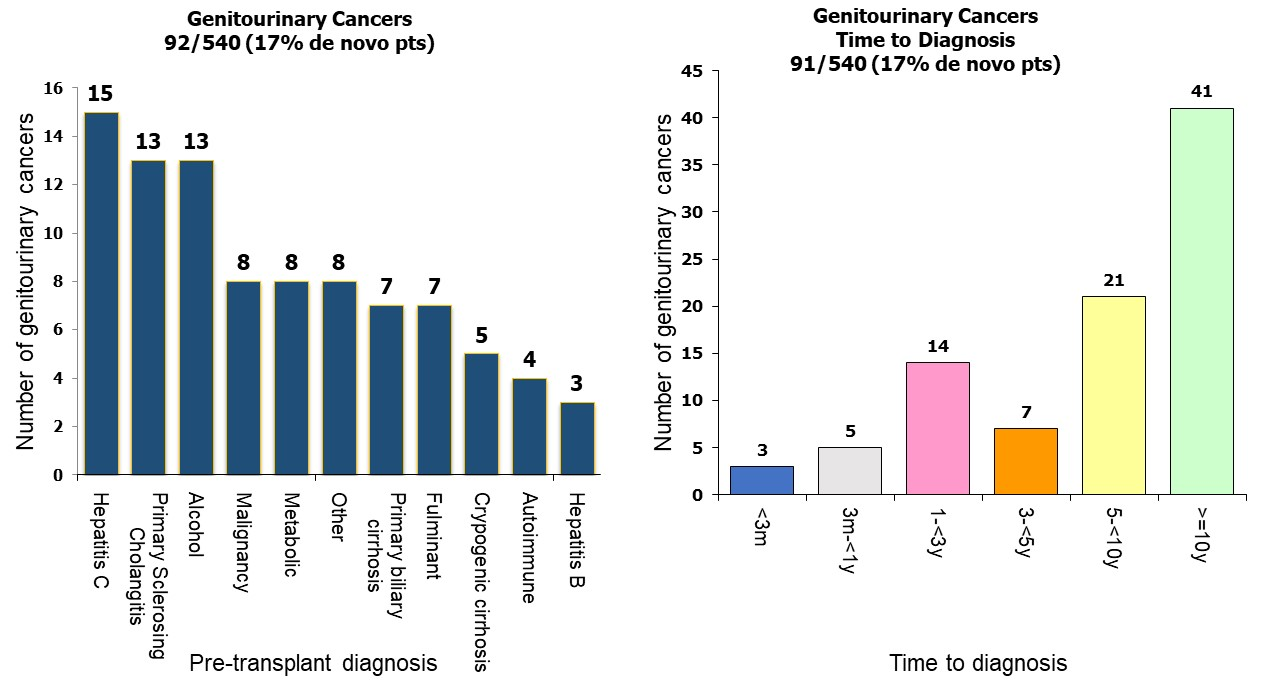 Genitourinary Cancers
92/540 (17% de novo pts)
Number of genitourinary cancers
16
14
12
10
8
6
4
2
0
15
13
13
8
8
8
7
7
5
4
3
Hepatitis C
Primary Sclerosing
Cholangitis
Alcohol
Malignancy
Metabolic
Other
Primary biliary
cirrhosis
Fulminant
Crypogenic cirrhosis
Autoimmune
Hepatitis B
Pre-transplant diagnosis
Genitourinary Cancers
Time to Diagnosis
91/540 (17% de novo pts)
Number of genitourinary cancers
45
40
35
30
25
20
15
10
5
0
3
5
14
7
21
41
<3m
3m-<1y
1-<3y
3-<5y
5-<10y
>=10y
Time to diagnosis